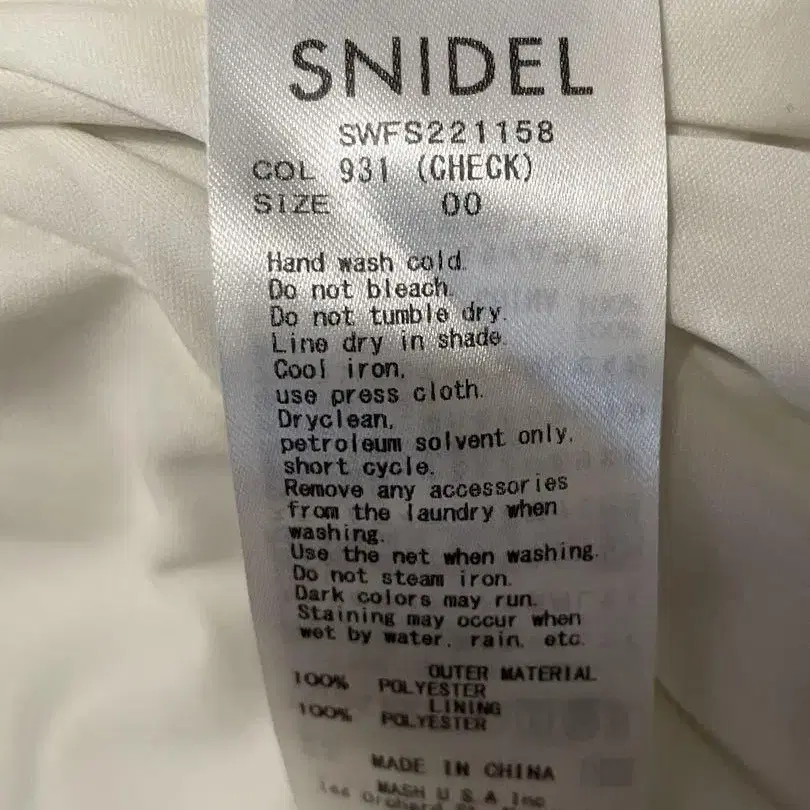 SNIDEL
SWFS221158
COL 931 (CHECK)
SIZE 00
Hand wash cold.
Do not bleach.
Do not tumble dry.
Line dry in shade.
Cool iron,
use press cloth.
Dryclean,
petroleum solvent only,
short cycle.
Remove any accessories
from the laundry when
washing.
Use the net when washing.
Do not steam iron.
Dark colors may run.
Staining may occur when
wet by water, rain, etc.
OUTER MATERIAL
100% POLYESTER
LINING
100% POLYESTER
MADE IN CHINA
MASH U S A Inc
Orchard